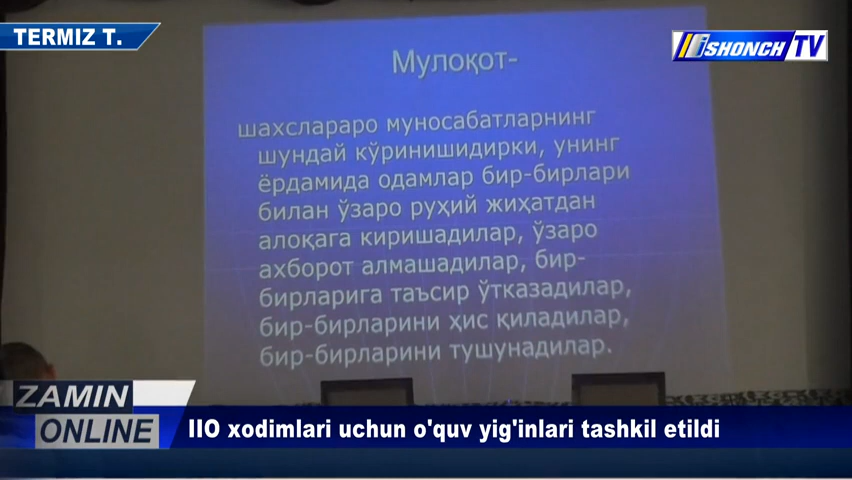 TERMIZ T.
ISHONCH TV
Мулоқот-
шахслараро муносабатларнинг
шундай кўринишидирки, унинг
ёрдамида одамлар бир-бирлари
билан ўзаро руҳий жиҳатдан
алоқага киришадилар, ўзаро
ахборот алмашадилар, бир-
бирларига таъсир ўтказадилар,
бир-бирларини ҳис қиладилар,
бир-бирларини тушунадилар.
ZAMIN
ONLINE
IIO xodimlari uchun o'quv yig'inlari tashkil etildi